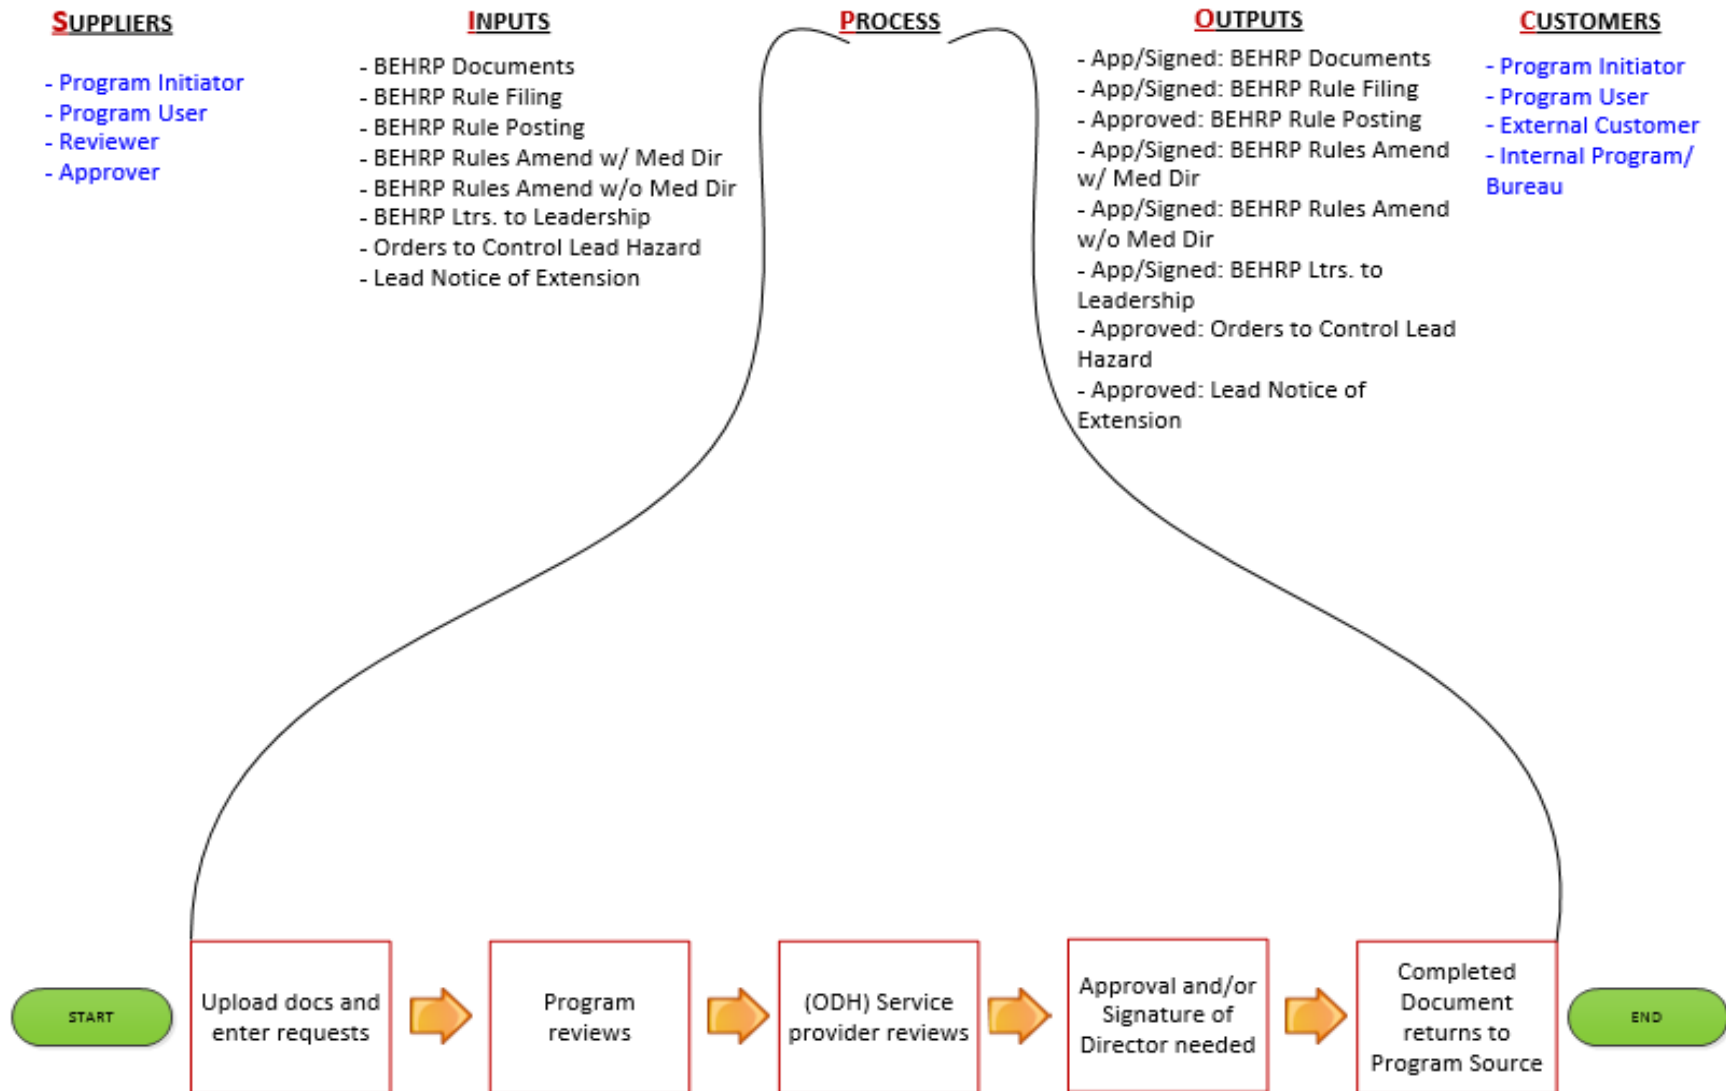 SUPPLIERS
- Program Initiator
- Program User
- Reviewer
- Approver
INPUTS
- BEHRP Documents
- BEHRP Rule Filing
- BEHRP Rule Posting
- BEHRP Rules Amend w/ Med Dir
- BEHRP Rules Amend w/o Med Dir
- BEHRP Ltrs. to Leadership
- Orders to Control Lead Hazard
- Lead Notice of Extension
PROCESS
OUTPUTS
- App/Signed: BEHRP Documents
- App/Signed: BEHRP Rule Filing
- Approved: BEHRP Rule Posting
- App/Signed: BEHRP Rules Amend
w/ Med Dir
- App/Signed: BEHRP Rules Amend
w/o Med Dir
- App/Signed: BEHRP Ltrs. to
Leadership
- Approved: Orders to Control Lead
Hazard
- Approved: Lead Notice of
Extension
CUSTOMERS
- Program Initiator
- Program User
- External Customer
- Internal Program/
Bureau
START
Upload docs and
enter requests
Program
reviews
(ODH) Service
provider reviews
Approval and/or
Signature of
Director needed
Completed
Document
returns to
Program Source
END